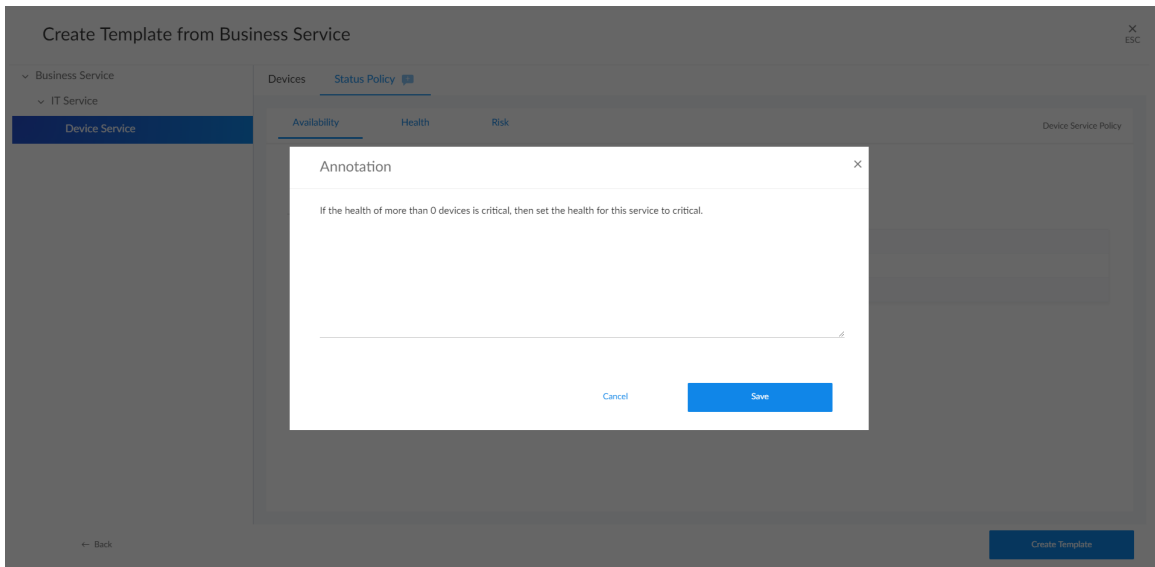 Create Template from Business Service
ESC
Business Service
IT Service
Device Service
Devices
Status Policy
Availability
Health
Risk
Device Service Policy
Annotation
If the health of more than 0 devices is critical, then set the health for this service to critical.
Cancel
Save
← Back
Create Template